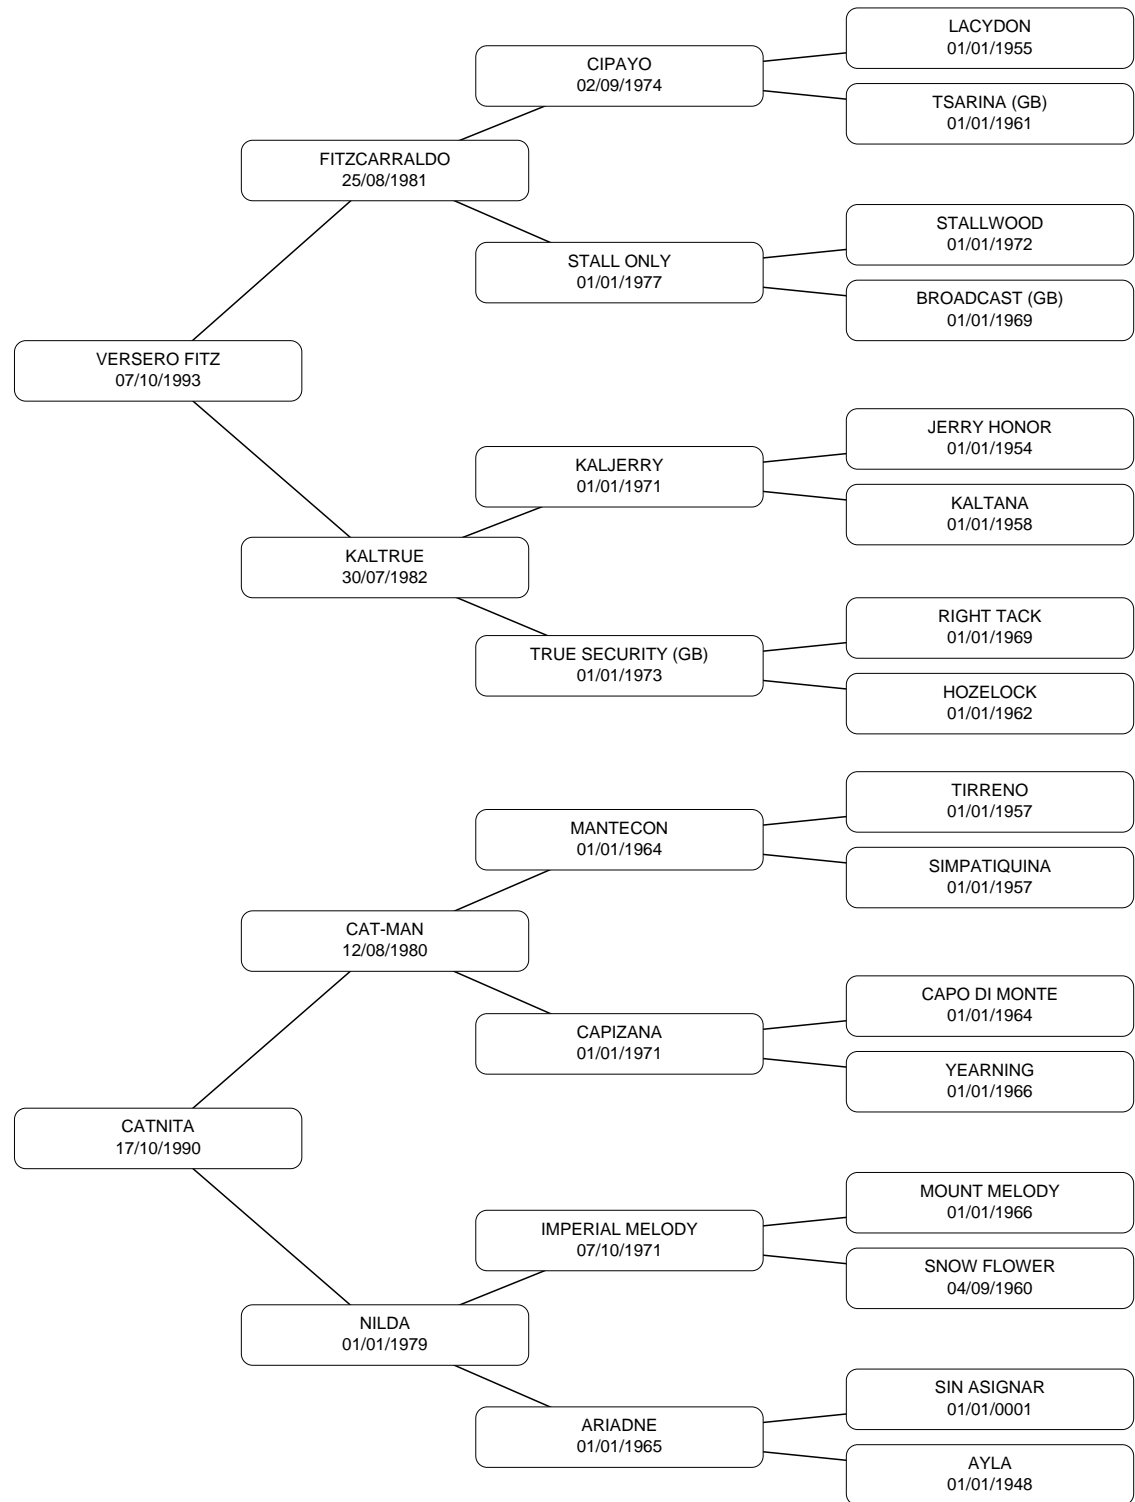 LACYDON
01/01/1955
CIPAYO
02/09/1974
TSARINA (GB)
01/01/1961
FITZCARRALDO
25/08/1981
STALLWOOD
01/01/1972
STALL ONLY
01/01/1977
BROADCAST (GB)
01/01/1969
VERSERO FITZ
07/10/1993
JERRY HONOR
01/01/1954
KALJERRY
01/01/1971
KALTANA
01/01/1958
KALTRUE
30/07/1982
RIGHT TACK
01/01/1969
TRUE SECURITY (GB)
01/01/1973
HOZELOCK
01/01/1962
TIRRENO
01/01/1957
MANTECON
01/01/1964
SIMPATIQUINA
01/01/1957
CAT-MAN
12/08/1980
CAPO DI MONTE
01/01/1964
CAPIZANA
01/01/1971
YEARNING
01/01/1966
CATNITA
17/10/1990
MOUNT MELODY
01/01/1966
IMPERIAL MELODY
07/10/1971
SNOW FLOWER
04/09/1960
NILDA
01/01/1979
SIN ASIGNAR
01/01/0001
ARIADNE
01/01/1965
AYLA
01/01/1948